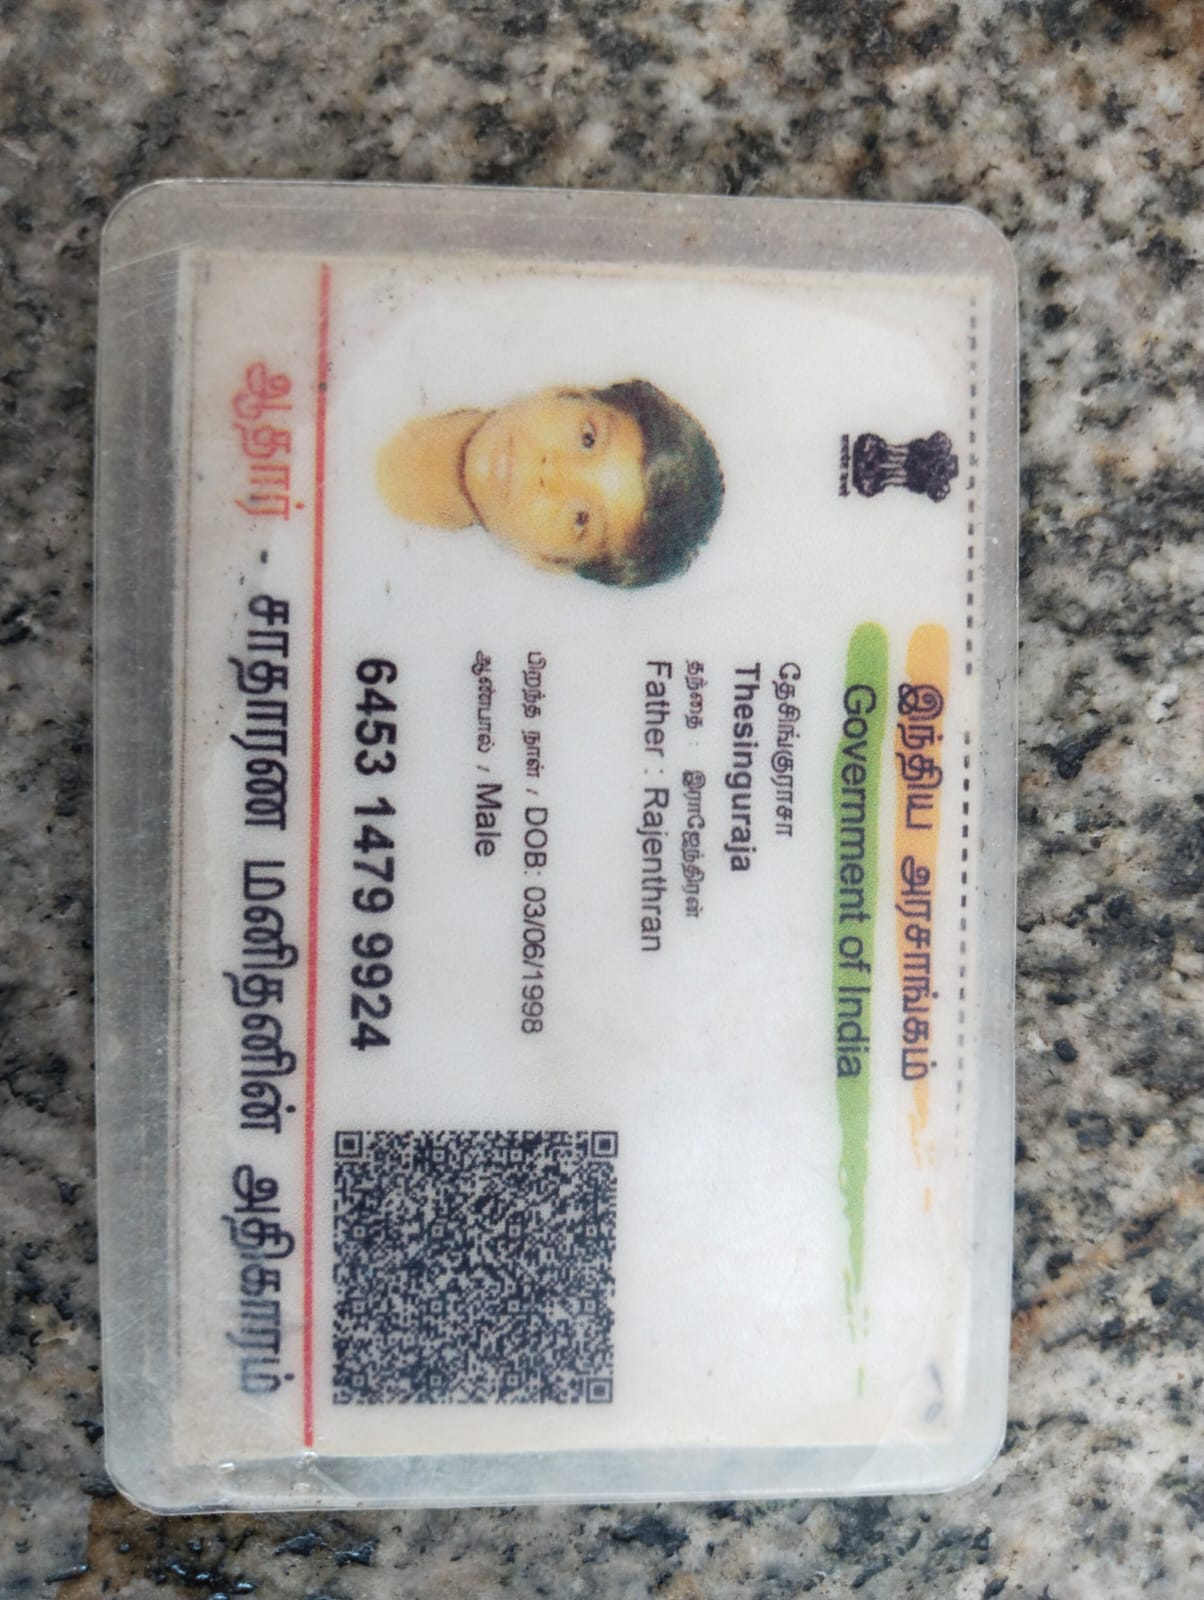 இந்திய அரசாங்கம்
Government of India
தேசிங்குராசா
Thesinguraja
தந்தை : இராஜேந்திரன்
Father : Rajenthran
பிறந்த நாள் / DOB: 03/06/1998
ஆண்பால் / Male
6453 1479 9924
ஆதார் - சாதாரண மனிதனின் அதிகாரம்